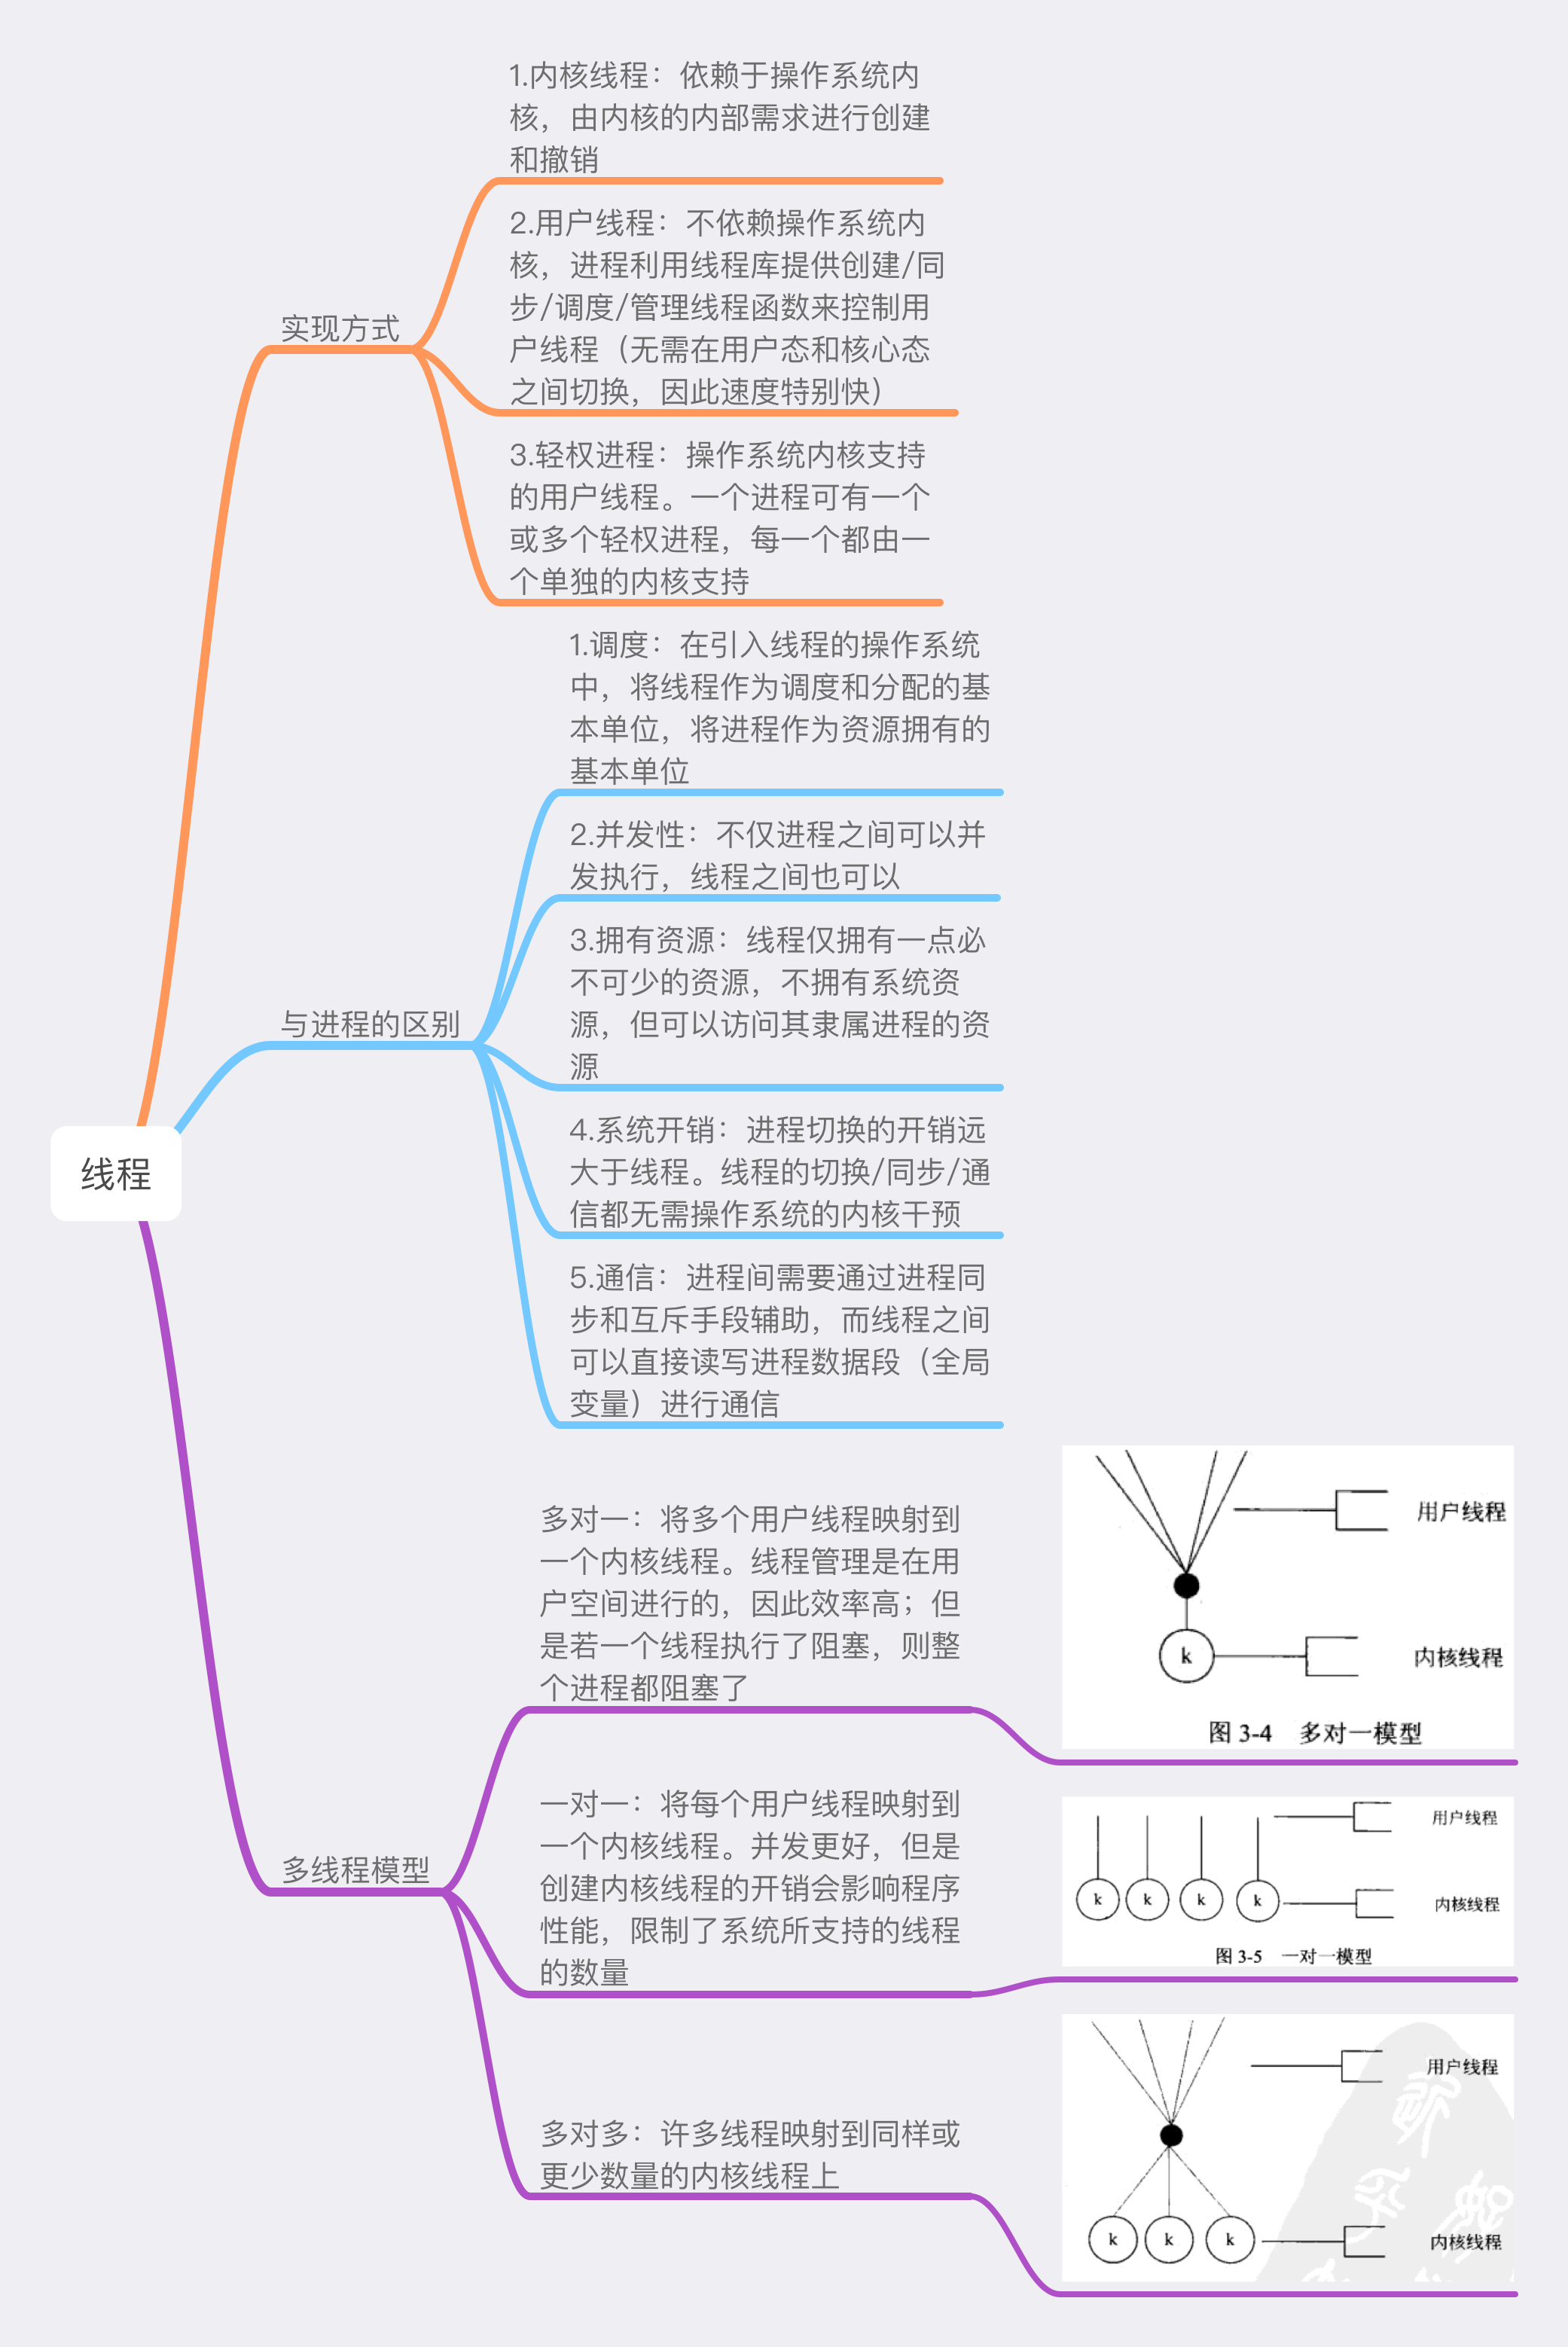 1.内核线程：依赖于操作系统内
核，由内核的内部需求进行创建
和撤销
2.用户线程：不依赖操作系统内
核，进程利用线程库提供创建/同
步/调度/管理线程函数来控制用
户线程（无需在用户态和核心态
之间切换，因此速度特别快）
实现方式
3.轻权进程：操作系统内核支持
的用户线程。一个进程可有一个
或多个轻权进程，每一个都由一
个单独的内核支持
1.调度：在引入线程的操作系统
中，将线程作为调度和分配的基
本单位，将进程作为资源拥有的
基本单位
2.并发性：不仅进程之间可以并
发执行，线程之间也可以
3.拥有资源：线程仅拥有一点必
不可少的资源，不拥有系统资
源，但可以访问其隶属进程的资
源
与进程的区别
4.系统开销：进程切换的开销远
大于线程。线程的切换/同步/通
信都无需操作系统的内核干预
线程
5.通信：进程间需要通过进程同
步和互斥手段辅助，而线程之间
可以直接读写进程数据段（全局
变量）进行通信
多对一：将多个用户线程映射到
一个内核线程。线程管理是在用
户空间进行的，因此效率高；但
是若一个线程执行了阻塞，则整
个进程都阻塞了
用户线程
k
内核线程
图 3-4 多对一模型
多线程模型
一对一：将每个用户线程映射到
一个内核线程。并发更好，但是
创建内核线程的开销会影响程序
性能，限制了系统所支持的线程
的数量
用户线程
k k k k
内核线程
图 3-5 一对一模型
多对多：许多线程映射到同样或
更少数量的内核线程上
用户线程
k k k
内核线程